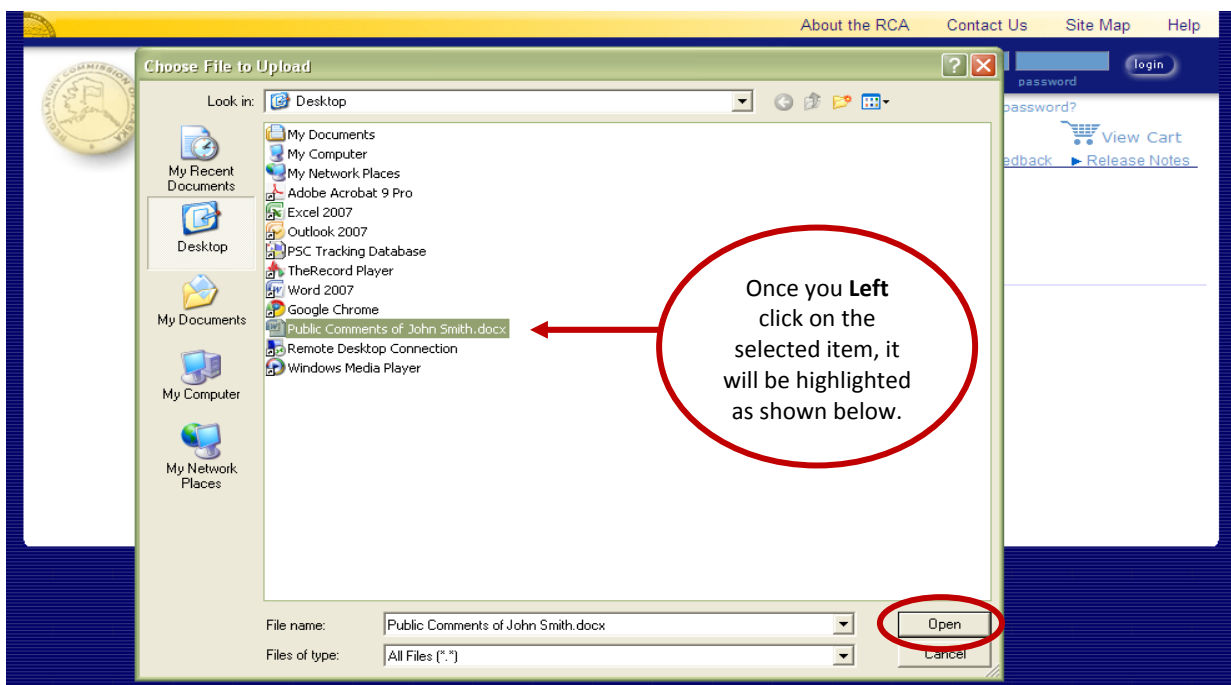 About the RCA Contact Us Site Map Help
Choose File to Upload
login
password
password?
View Cart
edback ► Release Notes
REGULATORY COMMISSION OF ALASKA
Look in: Desktop
My Recent
Documents
Desktop
My Documents
My Computer
My Network
Places
My Documents
My Computer
My Network Places
Adobe Acrobat 9 Pro
Excel 2007
Outlook 2007
PSC Tracking Database
TheRecord Player
Word 2007
Google Chrome
Public Comments of John Smith.docx
Remote Desktop Connection
Windows Media Player
Once you Left
click on the
selected item, it
will be highlighted
as shown below.
File name: Public Comments of John Smith.docx Open
Files of type: All Files (*.*) Cancel